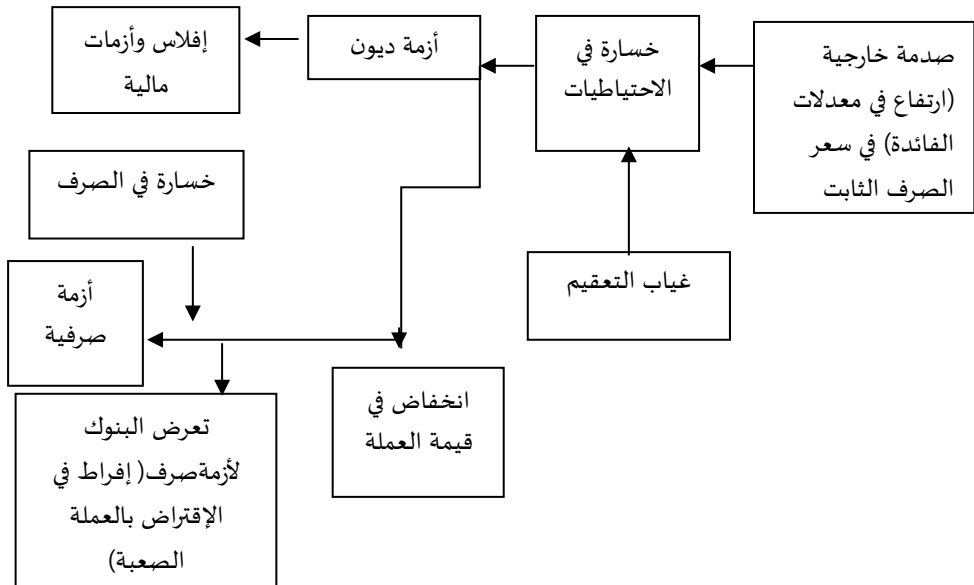 صدمة خارجية
(ارتفاع في معدلات
الفائدة) في سعر
الصرف الثابت
خسارة في
الاحتياطيات
أزمة ديون
إفلاس وأزمات
مالية
خسارة في الصرف
غياب التعقيم
أزمة
صرفية
انخفاض في
قيمة العملة
تعرض البنوك
لأزمةصرف( إفراط في
الإقتراض بالعملة
الصعبة)